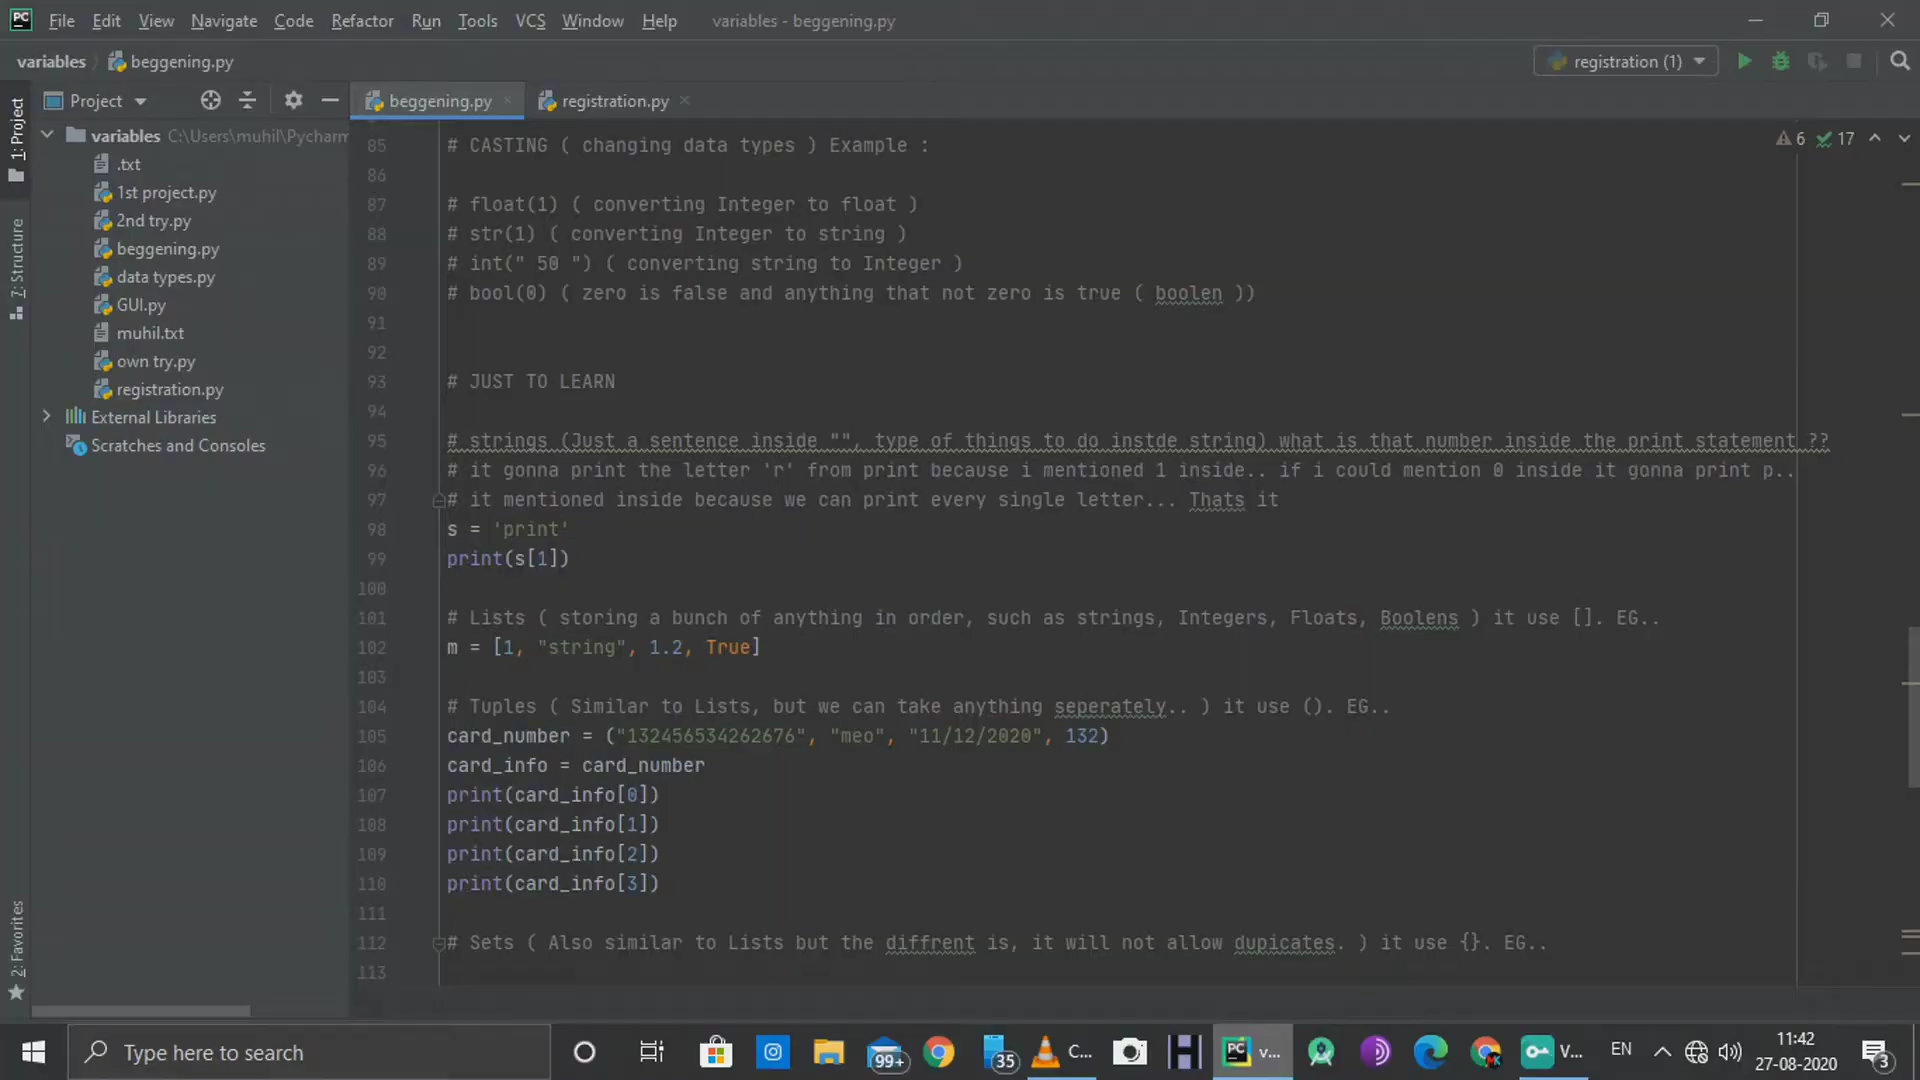 PC File Edit View Navigate Code Refactor Run Tools VCS Window Help variables - beggening.py
variables beggening.py registration (1)
1: Project
7: Structure
2: Favorites
Project
variables C:\Users\muhil\Pycharm
.txt
1st project.py
2nd try.py
beggening.py
data types.py
GUI.py
muhil.txt
own try.py
registration.py
External Libraries
Scratches and Consoles
beggening.py registration.py
6 17
85 # CASTING ( changing data types ) Example :
86
87 # float(1) ( converting Integer to float )
88 # str(1) ( converting Integer to string )
89 # int(" 50 ") ( converting string to Integer )
90 # bool(0) ( zero is false and anything that not zero is true ( boolen ))
91
92
93 # JUST TO LEARN
94
95 # strings (Just a sentence inside "", type of things to do instde string) what is that number inside the print statement ??
96 # it gonna print the letter 'r' from print because i mentioned 1 inside.. if i could mention 0 inside it gonna print p..
97 # it mentioned inside because we can print every single letter... Thats it
98 s = 'print'
99 print(s[1])
100
101 # Lists ( storing a bunch of anything in order, such as strings, Integers, Floats, Boolens ) it use []. EG..
102 m = [1, "string", 1.2, True]
103
104 # Tuples ( Similar to Lists, but we can take anything seperately.. ) it use (). EG..
105 card_number = ("132456534262676", "meo", "11/12/2020", 132)
106 card_info = card_number
107 print(card_info[0])
108 print(card_info[1])
109 print(card_info[2])
110 print(card_info[3])
111
112 # Sets ( Also similar to Lists but the diffrent is, it will not allow dupicates. ) it use {}. EG..
113
Type here to search 99+ 35 C... PC v... V... EN 11:42
27-08-2020 3